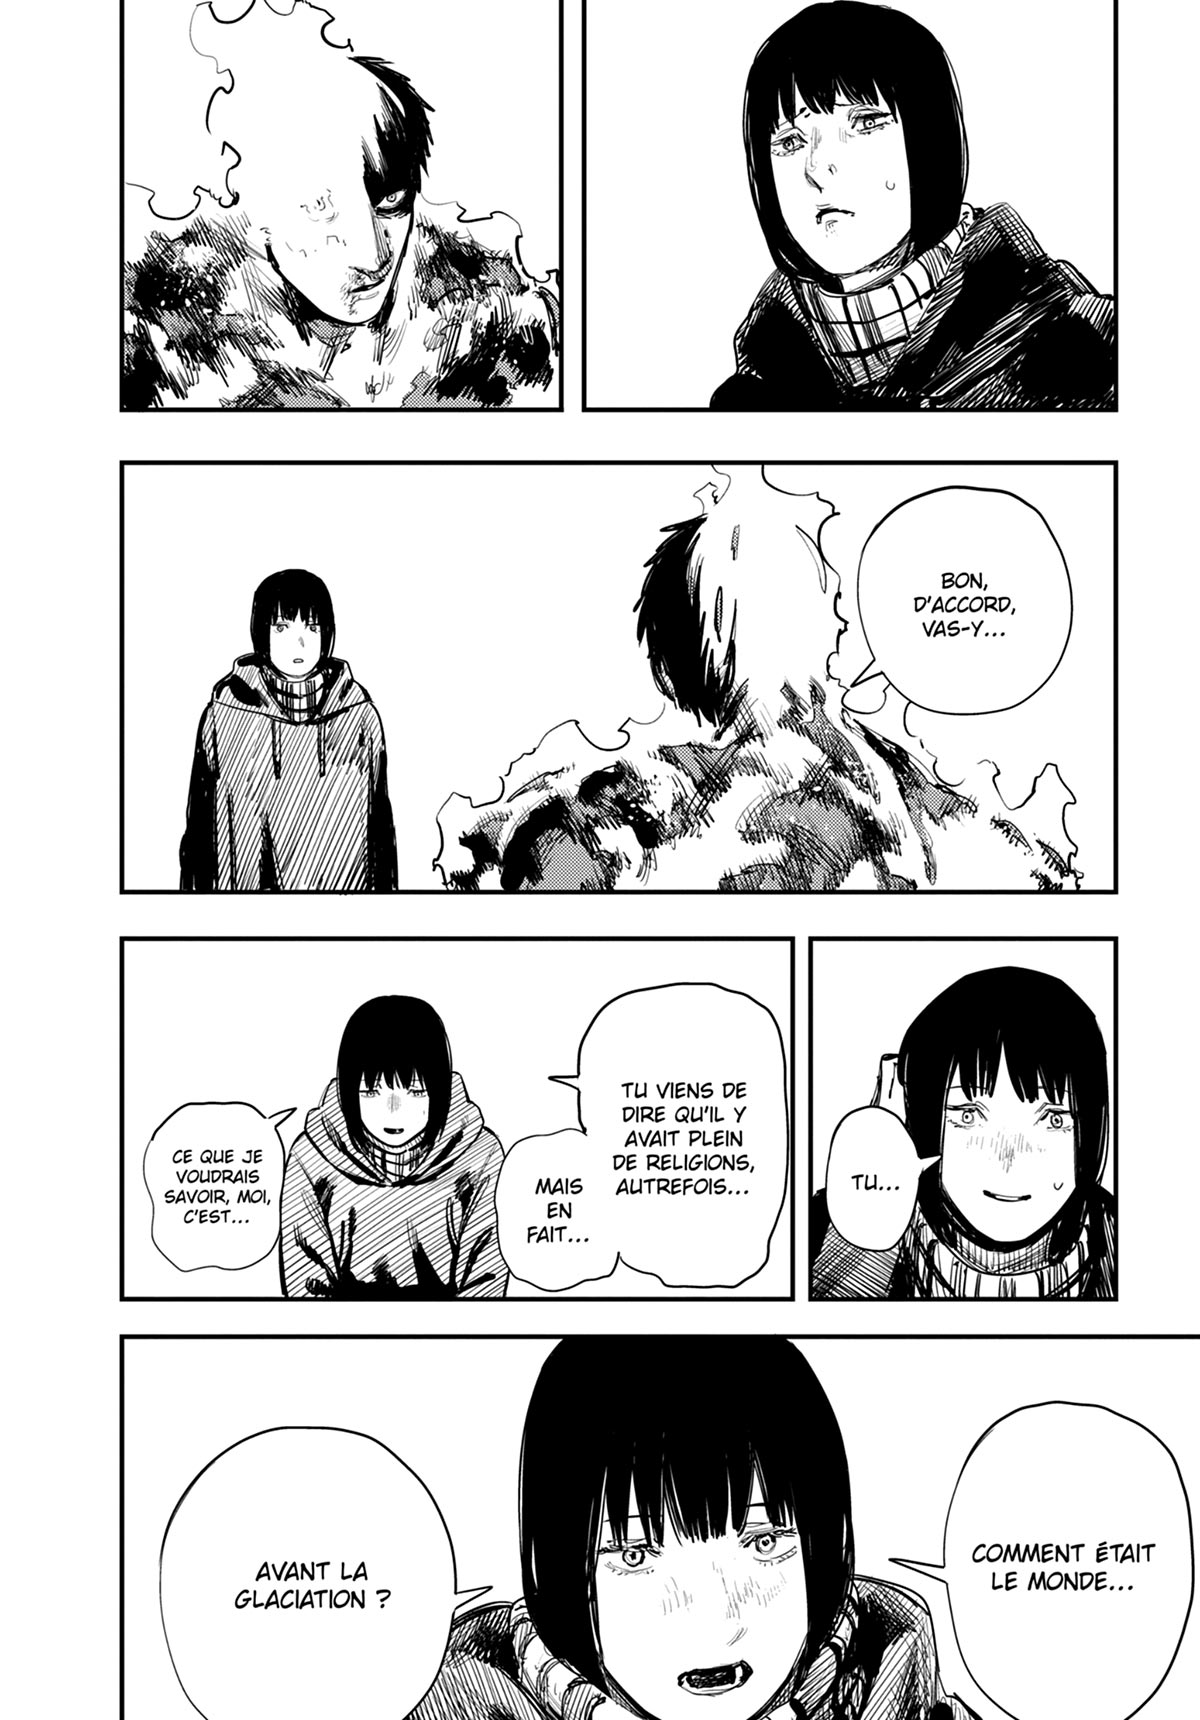 BON,
D'ACCORD,
VAS-Y...
TU...
TU VIENS DE
DIRE QU'IL Y
AVAIT PLEIN
DE RELIGIONS,
AUTREFOIS...
MAIS
EN
FAIT...
CE QUE JE
VOUDRAIS
SAVOIR, MOI,
C'EST...
COMMENT ÉTAIT
LE MONDE...
AVANT LA
GLACIATION ?